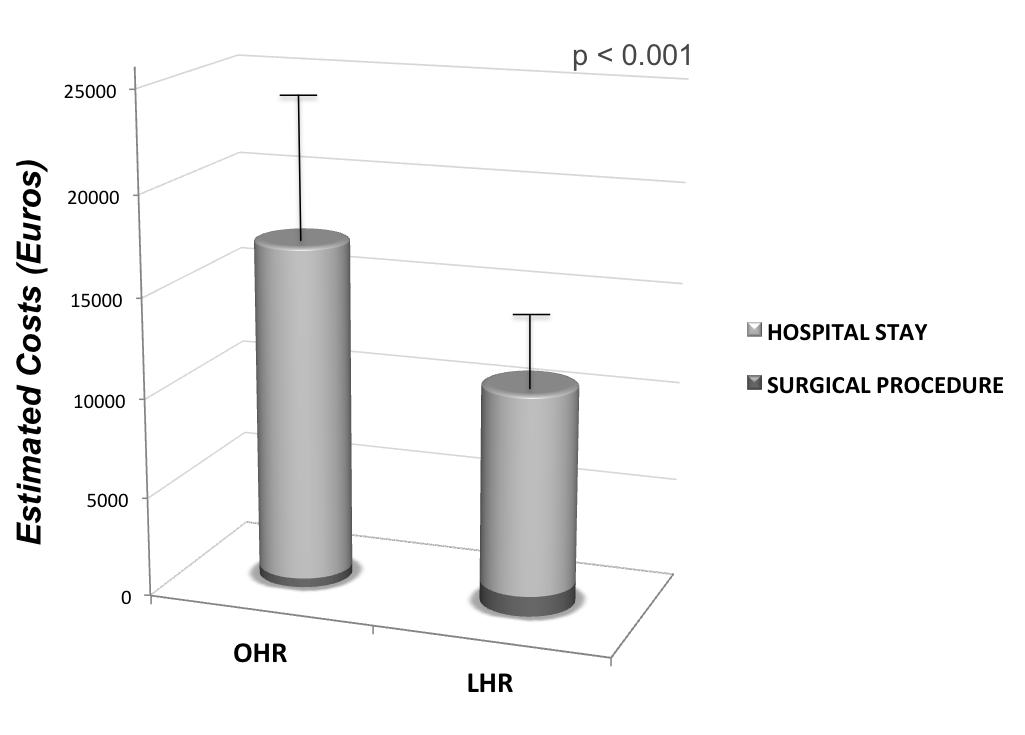 p < 0.001
Estimated Costs (Euros)
25000
20000
15000
10000
5000
0
OHR
LHR
HOSPITAL STAY
SURGICAL PROCEDURE